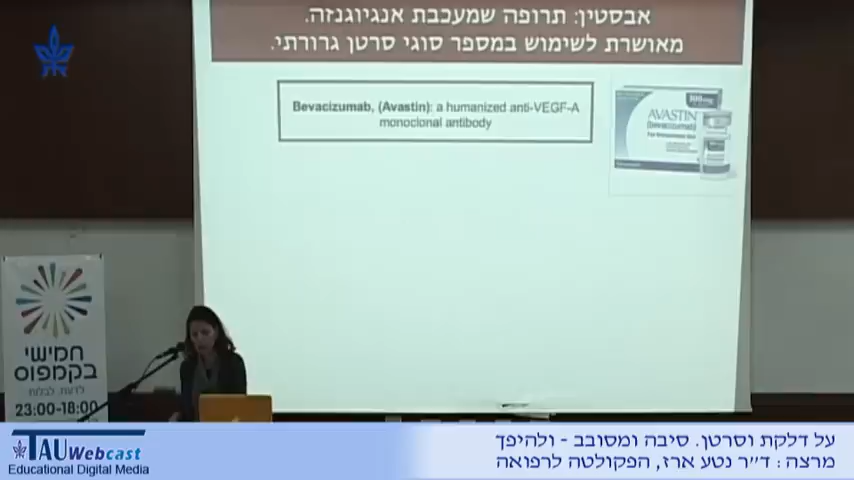 אבסטין: תרופה שמעכבת אנגיוגנזה.
מאושרת לשימוש במספר סוגי סרטן גרורתי.
Bevacizumab, (Avastin): a humanized anti-VEGF-A
monoclonal antibody
AVASTIN
(bevacizumab)
חמישי
בקמפוס
לדעת. לבלות
23:00-18:00
TAU Webcast
Educational Digital Media
על דלקת וסרטן. סיבה ומסובב - ולהיפך
מרצה: ד״ר נטע ארז, הפקולטה לרפואה